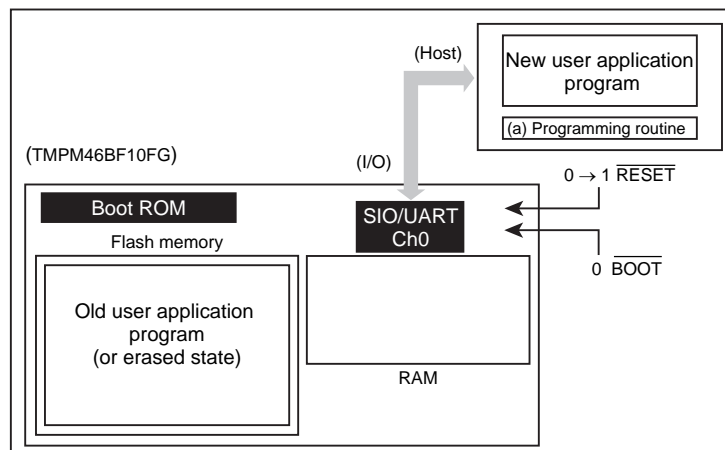 (Host)
New user application
program
(a) Programming routine
(TMPM46BF10FG)
(I/O)
0 → 1 RESET
Boot ROM
SIO/UART
Ch0
Flash memory
0 BOOT
Old user application
program
(or erased state)
RAM